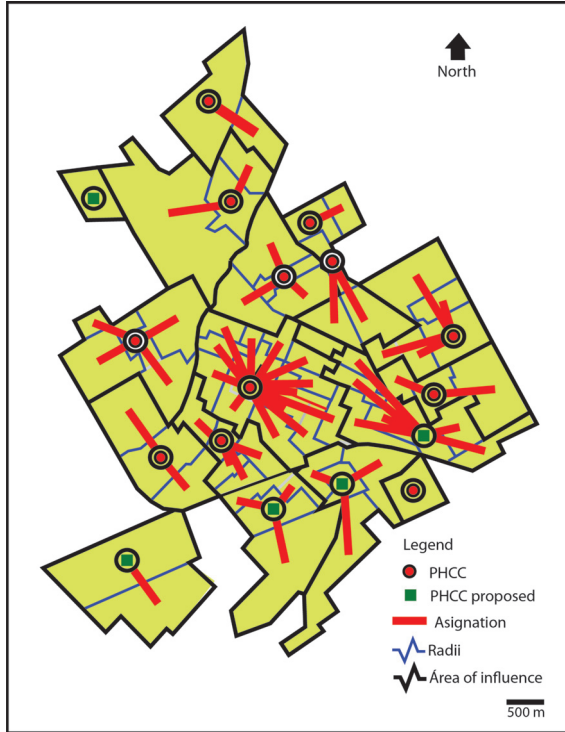 North
Legend
PHCC
PHCC proposed
Asignation
Radii
Área of influence
500 m